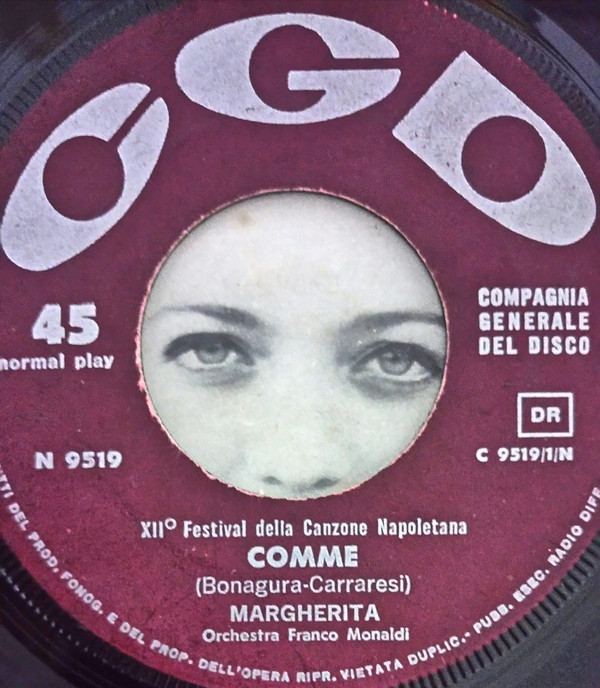 CGD
45
normal play
COMPAGNIA
GENERALE
DEL DISCO
DR
N 9519
C 9519/1/N
XIIº Festival della Canzone Napoletana
COMME
(Bonagura-Carraresi)
MARGHERITA
Orchestra Franco Monaldi
DEL PROD. FONOG. E DEL PROP. DELL'OPERA RIPR. VIETATA DUPLIC.- PUBB. ESEC. RADIO